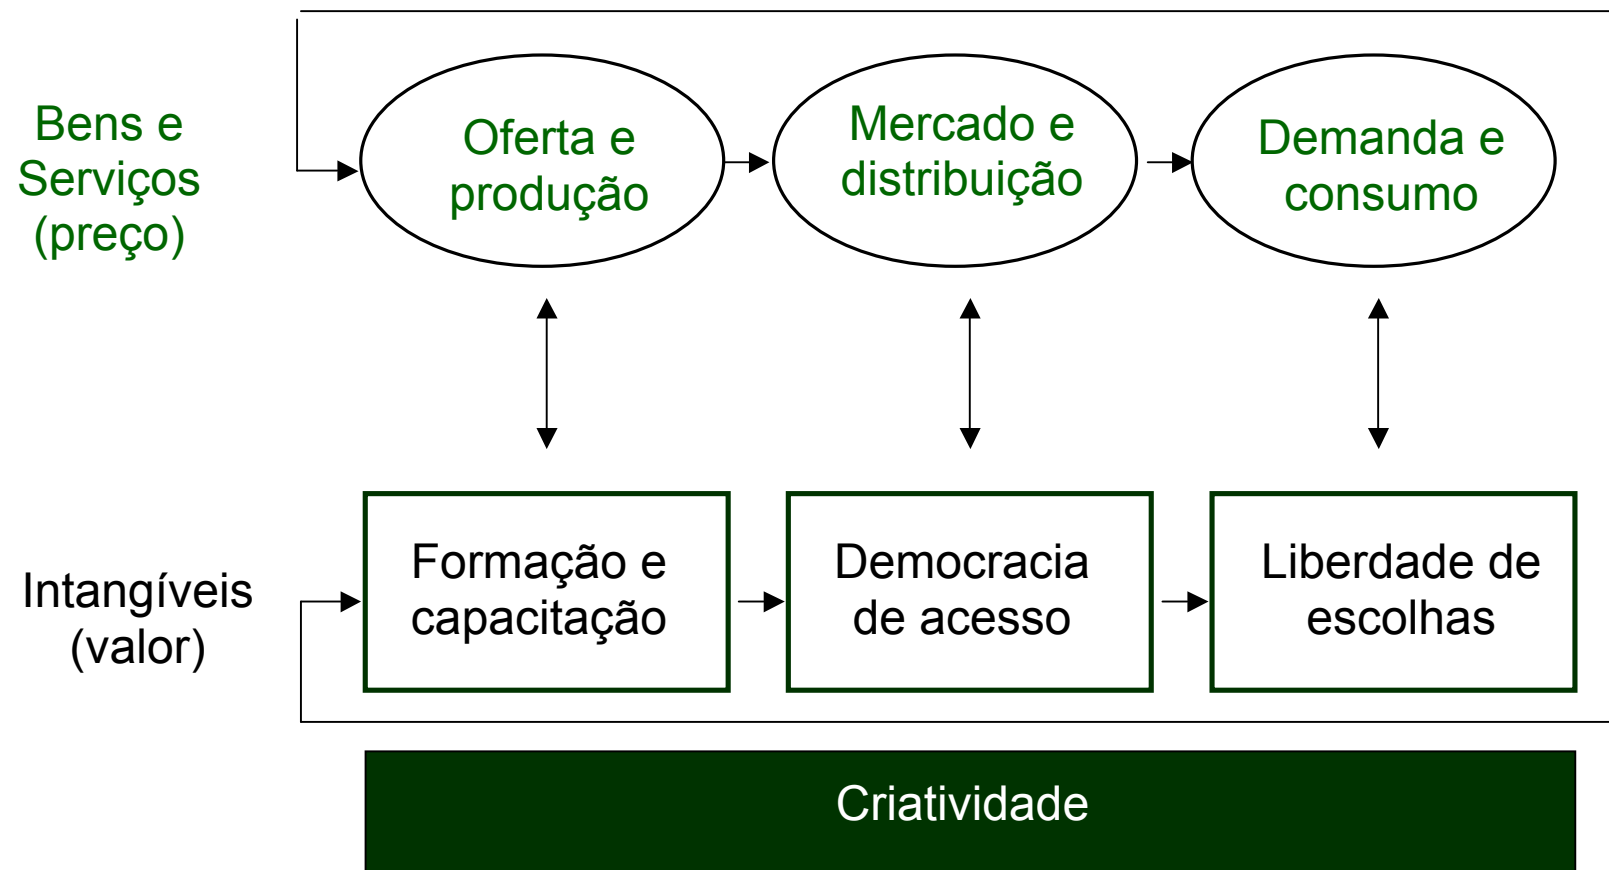 Bens e
Serviços
(preço)
Oferta e
produção
Mercado e
distribuição
Demanda e
consumo
Intangíveis
(valor)
Formação e
capacitação
Democracia
de acesso
Liberdade de
escolhas
Criatividade